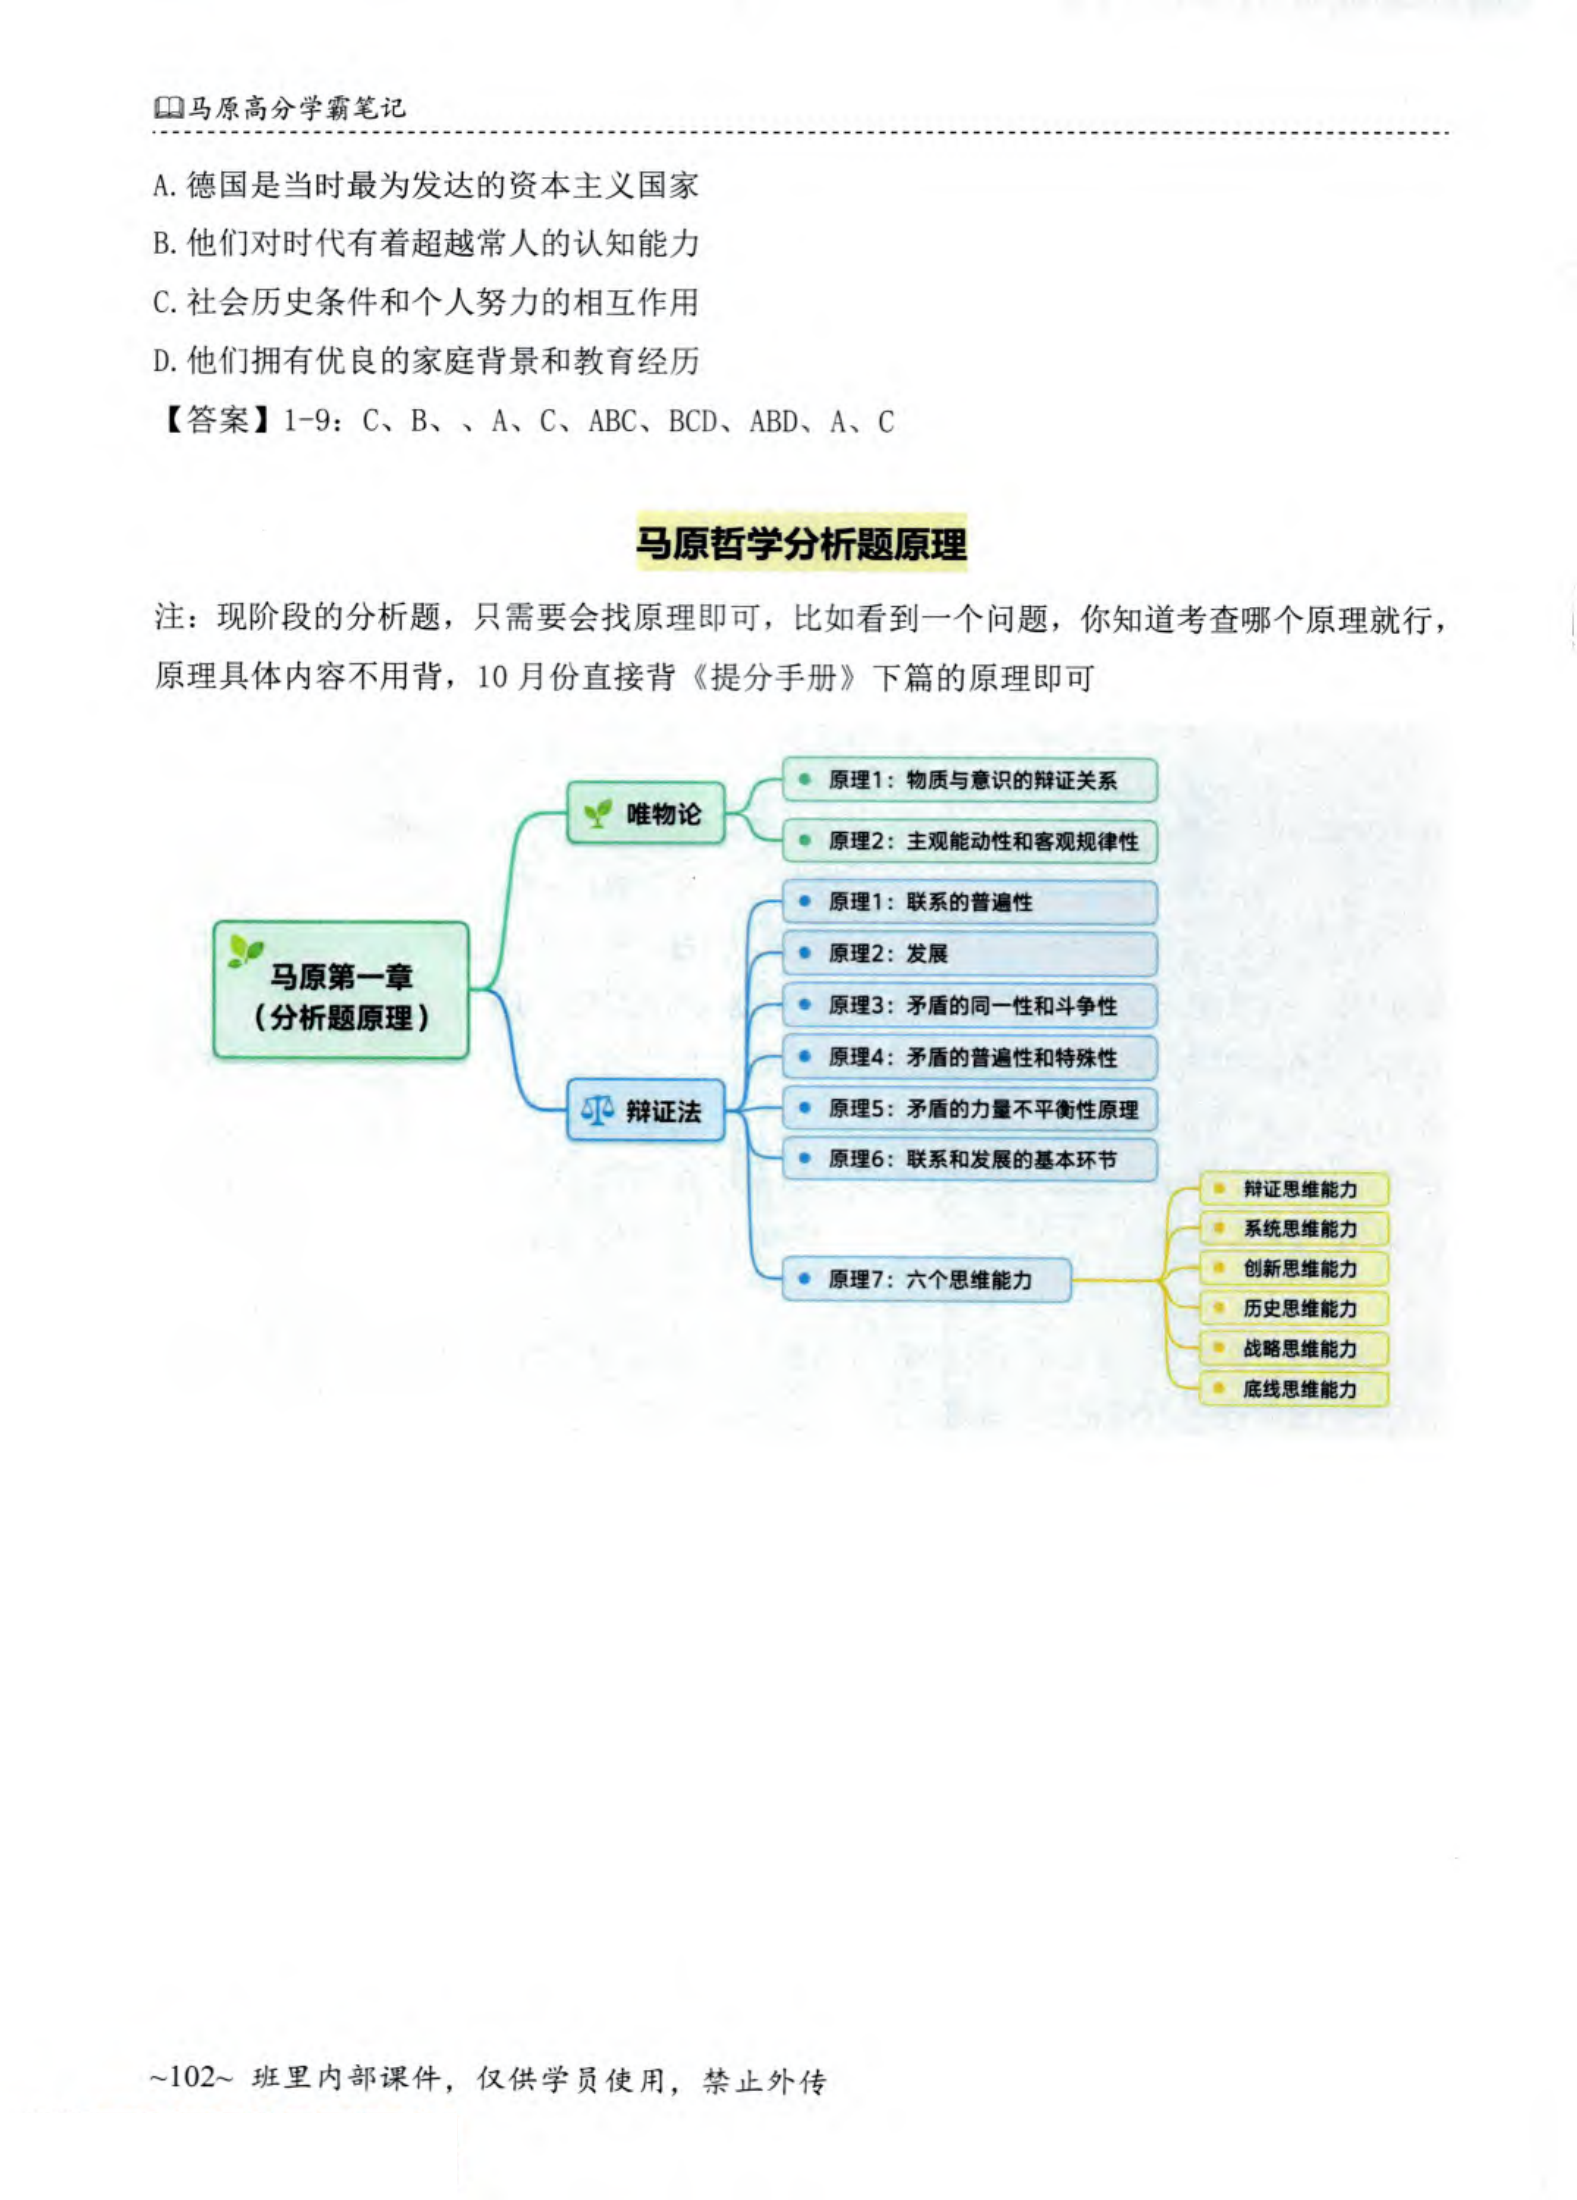 马原高分学霸笔记
A. 德国是当时最为发达的资本主义国家
B. 他们对时代有着超越常人的认知能力
C. 社会历史条件和个人努力的相互作用
D. 他们拥有优良的家庭背景和教育经历
【答案】1-9：C、B、、A、C、ABC、BCD、ABD、A、C
马原哲学分析题原理
注：现阶段的分析题，只需要会找原理即可，比如看到一个问题，你知道考查哪个原理就行，
原理具体内容不用背，10 月份直接背《提分手册》下篇的原理即可
马原第一章
（分析题原理）
唯物论
原理1：物质与意识的辩证关系
原理2：主观能动性和客观规律性
辩证法
原理1：联系的普遍性
原理2：发展
原理3：矛盾的同一性和斗争性
原理4：矛盾的普遍性和特殊性
原理5：矛盾的力量不平衡性原理
原理6：联系和发展的基本环节
原理7：六个思维能力
辩证思维能力
系统思维能力
创新思维能力
历史思维能力
战略思维能力
底线思维能力
~102~ 班里内部课件，仅供学员使用，禁止外传